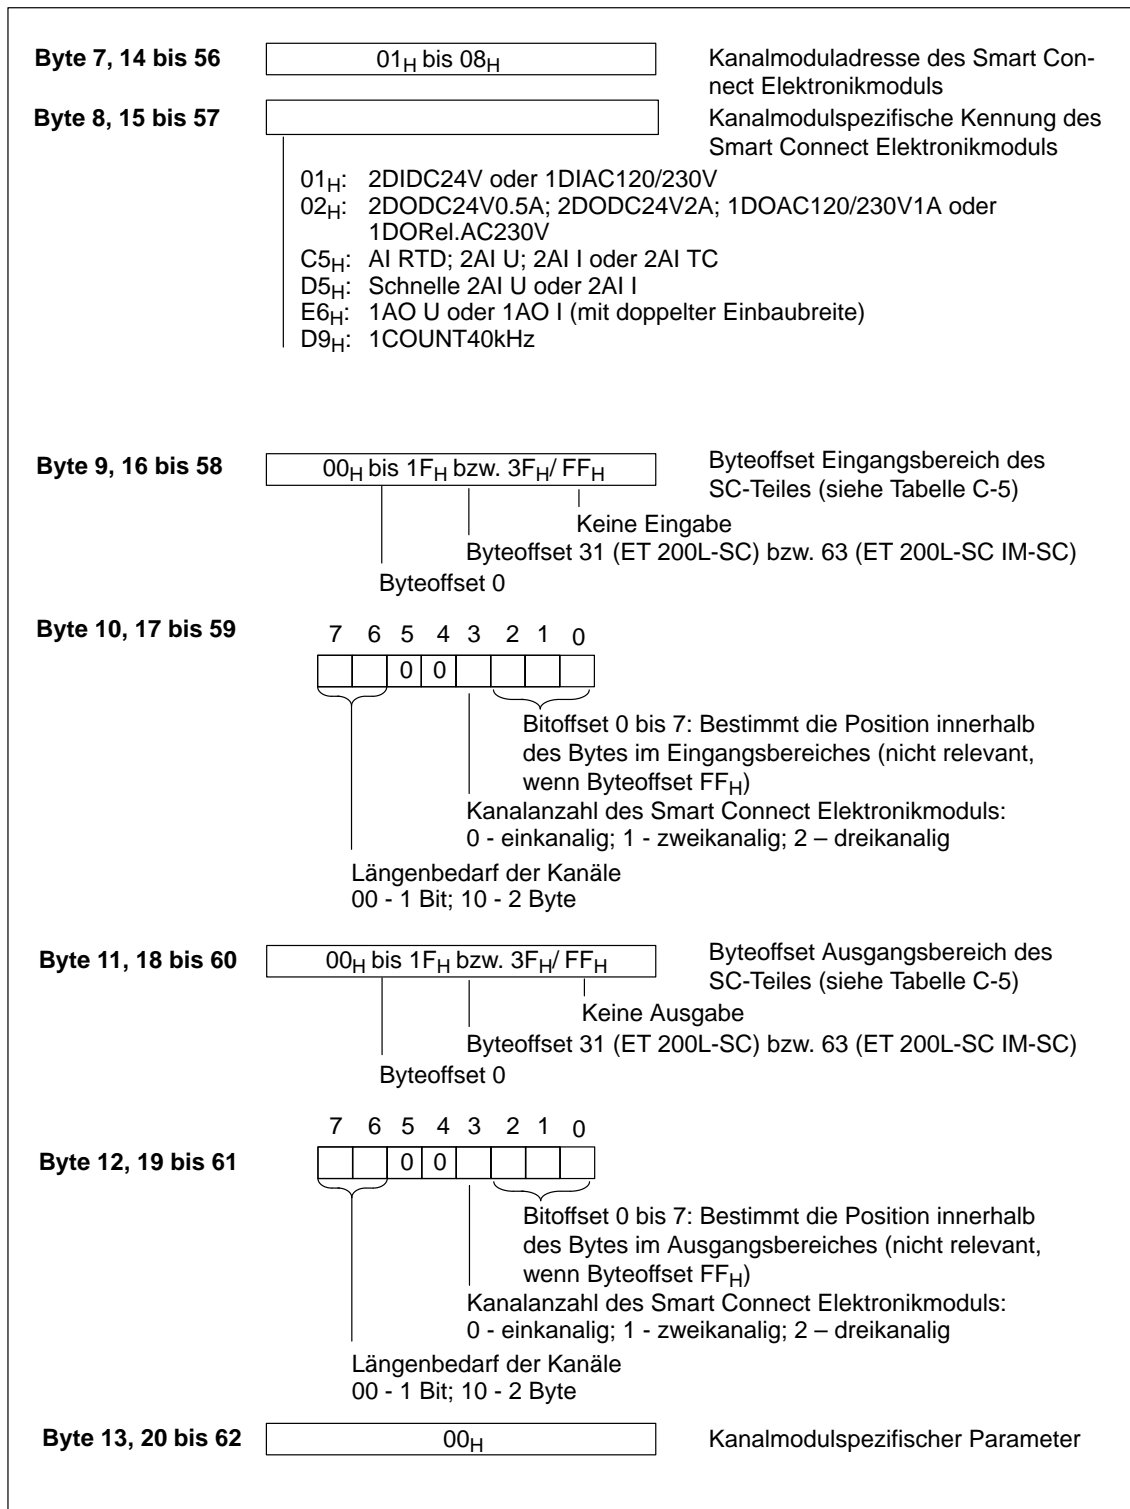 Byte 7, 14 bis 56 01H bis 08H Kanalmoduladresse des Smart Con-
nect Elektronikmoduls
Byte 8, 15 bis 57 Kanalmodulspezifische Kennung des
Smart Connect Elektronikmoduls
01H: 2DIDC24V oder 1DIAC120/230V
02H: 2DODC24V0.5A; 2DODC24V2A; 1DOAC120/230V1A oder
1DORel.AC230V
C5H: AI RTD; 2AI U; 2AI I oder 2AI TC
D5H: Schnelle 2AI U oder 2AI I
E6H: 1AO U oder 1AO I (mit doppelter Einbaubreite)
D9H: 1COUNT40kHz
Byte 9, 16 bis 58 00H bis 1FH bzw. 3FH/ FFH Byteoffset Eingangsbereich des
SC-Teiles (siehe Tabelle C-5)
Keine Eingabe
Byteoffset 31 (ET 200L-SC) bzw. 63 (ET 200L-SC IM-SC)
Byteoffset 0
Byte 10, 17 bis 59
7 6 5 4 3 2 1 0
0 0
Bitoffset 0 bis 7: Bestimmt die Position innerhalb
des Bytes im Eingangsbereiches (nicht relevant,
wenn Byteoffset FFH)
Kanalanzahl des Smart Connect Elektronikmoduls:
0 - einkanalig; 1 - zweikanalig; 2 – dreikanalig
Längenbedarf der Kanäle
00 - 1 Bit; 10 - 2 Byte
Byte 11, 18 bis 60 00H bis 1FH bzw. 3FH/ FFH Byteoffset Ausgangsbereich des
SC-Teiles (siehe Tabelle C-5)
Keine Ausgabe
Byteoffset 31 (ET 200L-SC) bzw. 63 (ET 200L-SC IM-SC)
Byteoffset 0
7 6 5 4 3 2 1 0
Byte 12, 19 bis 61 0 0
Bitoffset 0 bis 7: Bestimmt die Position innerhalb
des Bytes im Ausgangsbereiches (nicht relevant,
wenn Byteoffset FFH)
Kanalanzahl des Smart Connect Elektronikmoduls:
0 - einkanalig; 1 - zweikanalig; 2 – dreikanalig
Längenbedarf der Kanäle
00 - 1 Bit; 10 - 2 Byte
Byte 13, 20 bis 62 00H Kanalmodulspezifischer Parameter